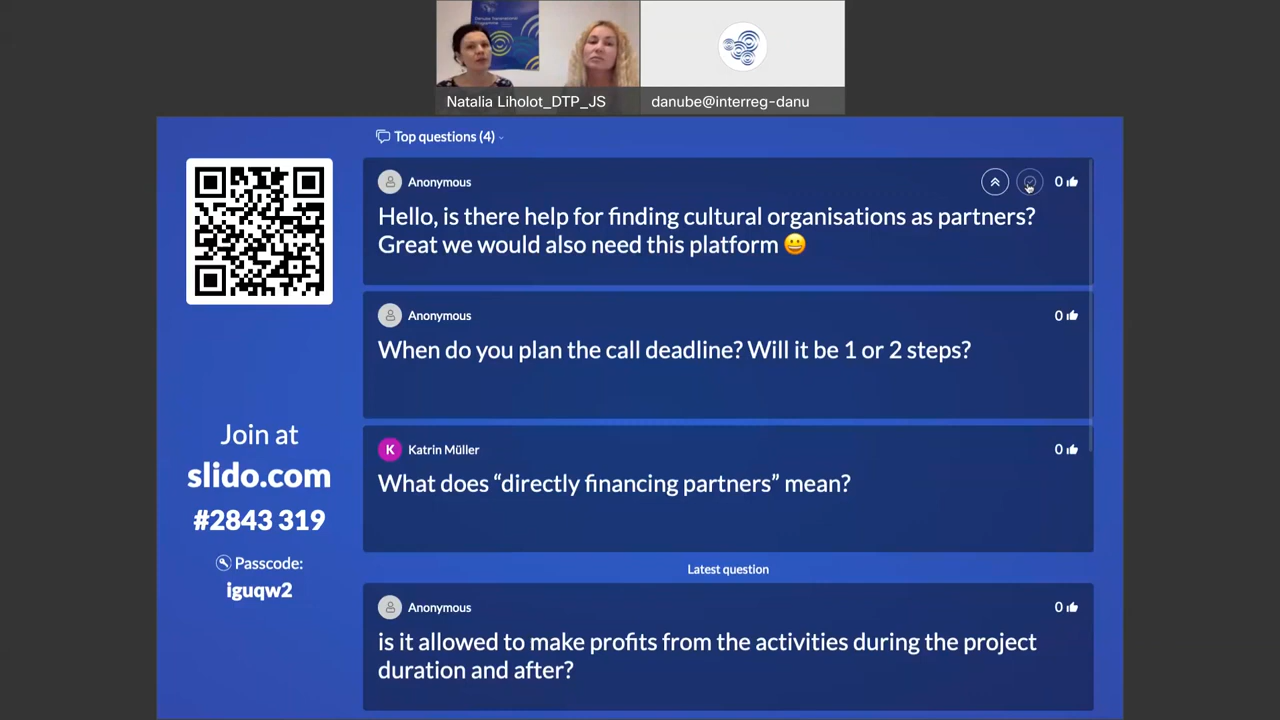 Danube Transnational
Programme
Natalia Liholot_DTP_JS
danube@interreg-danu
Top questions (4)
Anonymous
0
Hello, is there help for finding cultural organisations as partners?
Great we would also need this platform 😀
Anonymous
0
When do you plan the call deadline? Will it be 1 or 2 steps?
K
Katrin Müller
0
What does “directly financing partners” mean?
Latest question
Anonymous
0
is it allowed to make profits from the activities during the project
duration and after?
Join at
slido.com
#2843 319
Passcode:
iguqw2